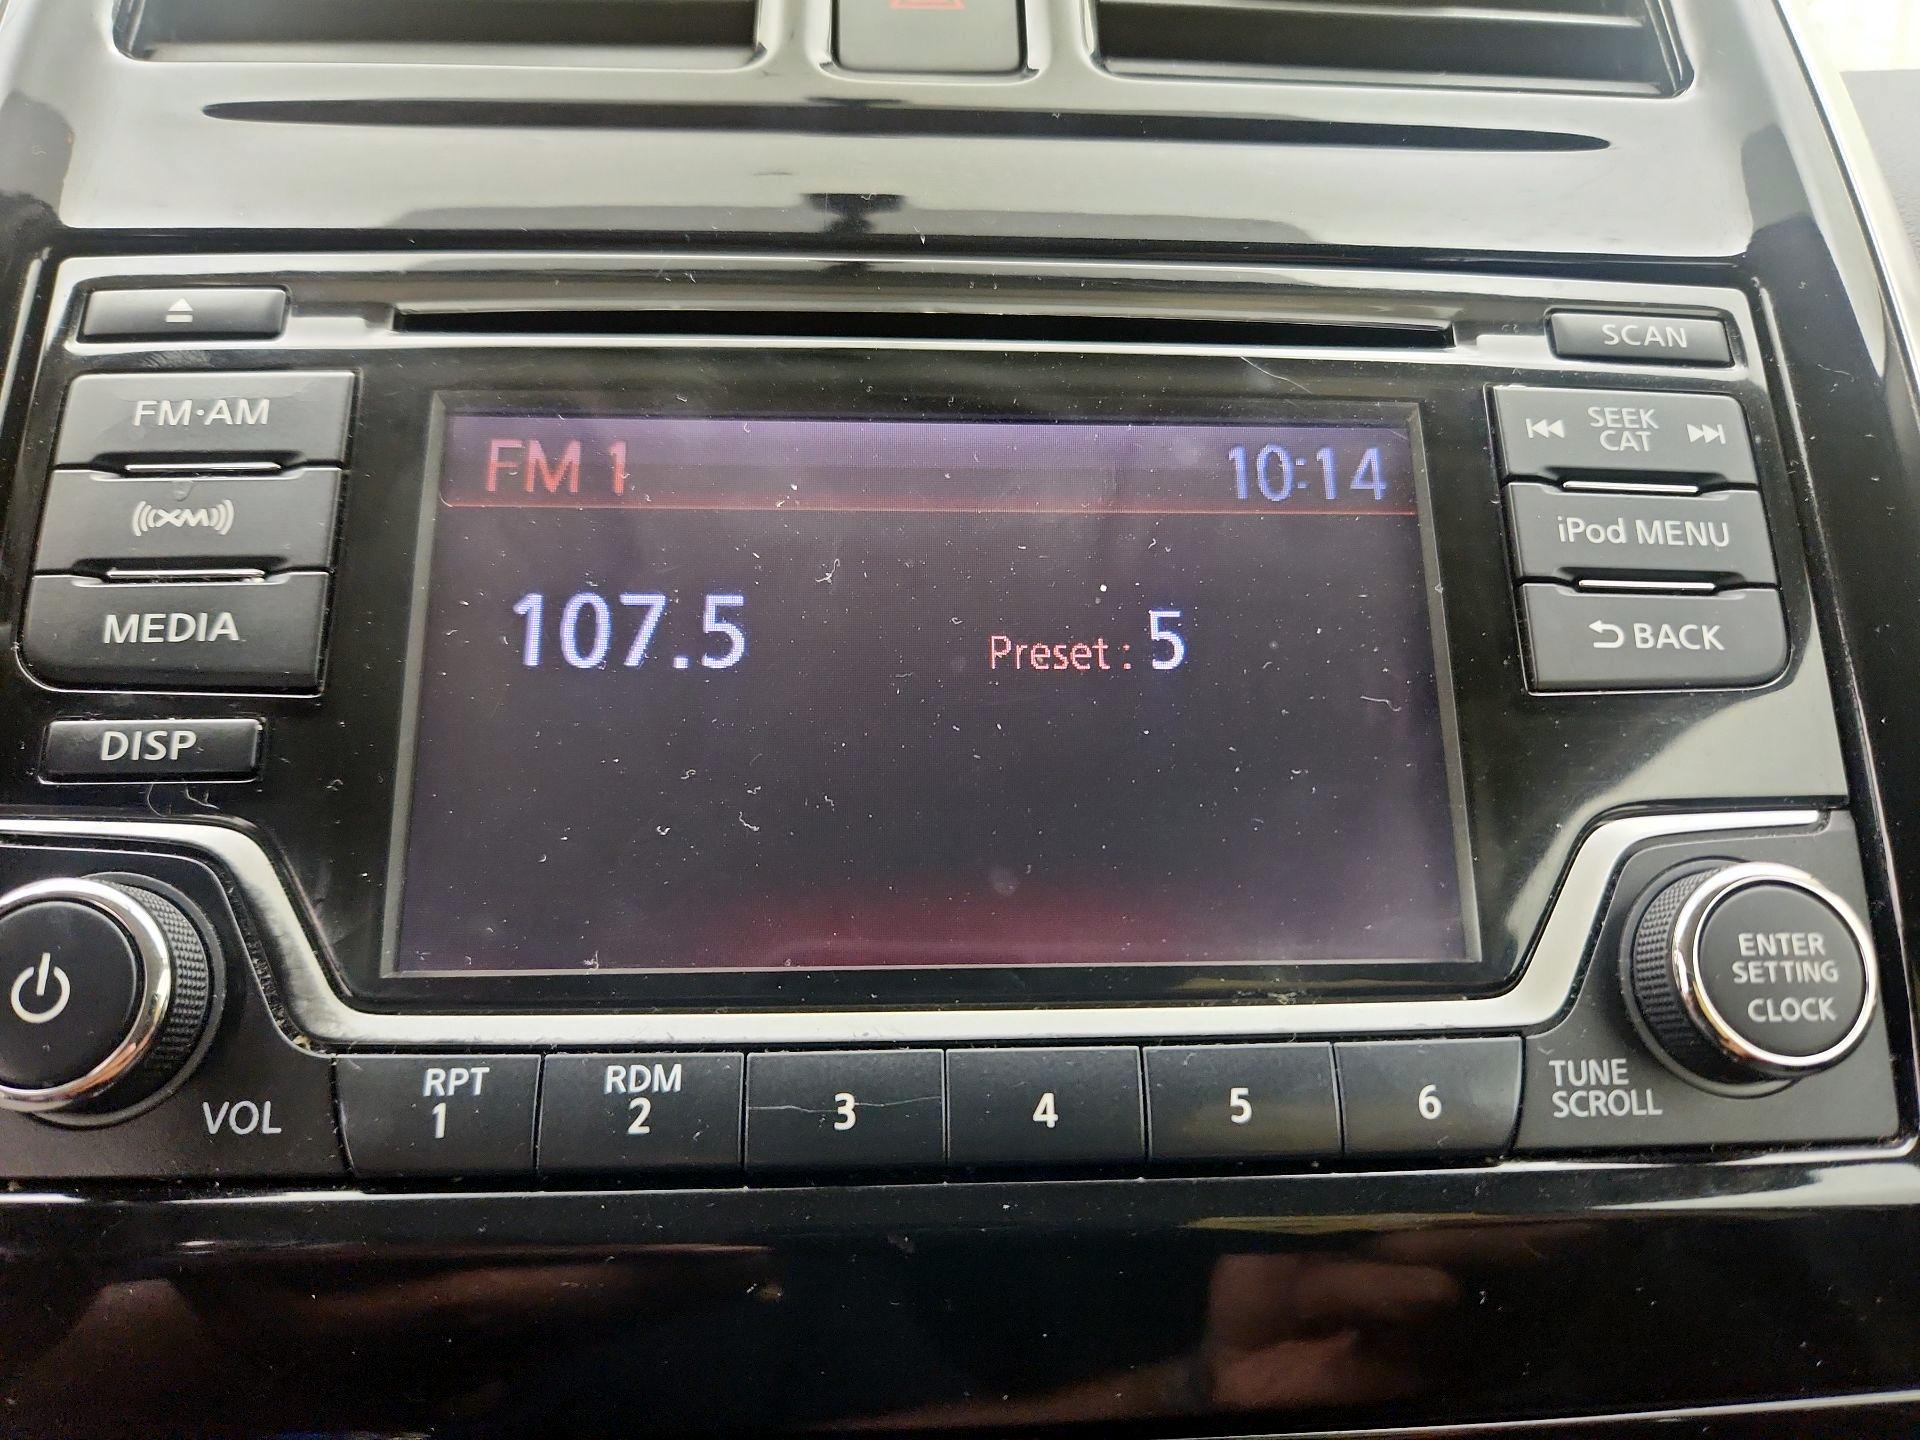 SCAN
FM·AM
SEEK
CAT
FM 1
10:14
XM
iPod MENU
MEDIA
107.5
Preset : 5
BACK
DISP
ENTER
SETTING
CLOCK
VOL
RPT
1
RDM
2
3
4
5
6
TUNE
SCROLL